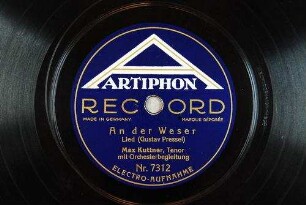 ARTIPHON
RECORD
MADE IN GERMANY MARQUE DÉPOSÉE
An der Weser
Lied (Gustav Pressel)
Max Kuttner, Tenor
mit Orchesterbegleitung
Nr. 7312
ELECTRO-AUFNAHME